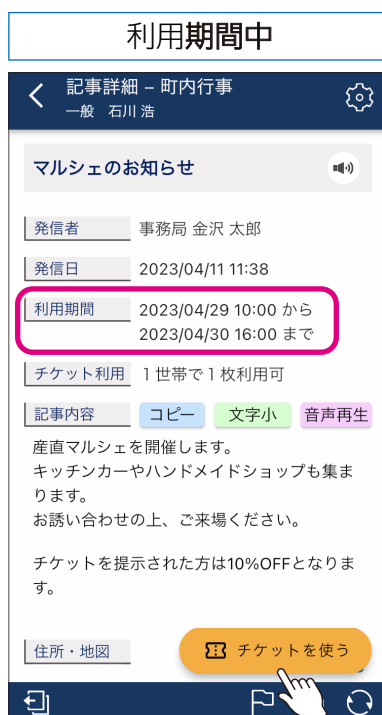 利用期間中
記事詳細 – 町内行事
一般 石川 浩
マルシェのお知らせ
発信者 事務局 金沢 太郎
発信日 2023/04/11 11:38
利用期間 2023/04/29 10:00 から
2023/04/30 16:00 まで
チケット利用 1世帯で1枚利用可
記事内容 コピー 文字小 音声再生
産直マルシェを開催します。
キッチンカーやハンドメイドショップも集ま
ります。
お誘い合わせの上、ご来場ください。
チケットを提示された方は10%OFFとなりま
す。
住所・地図 チケットを使う